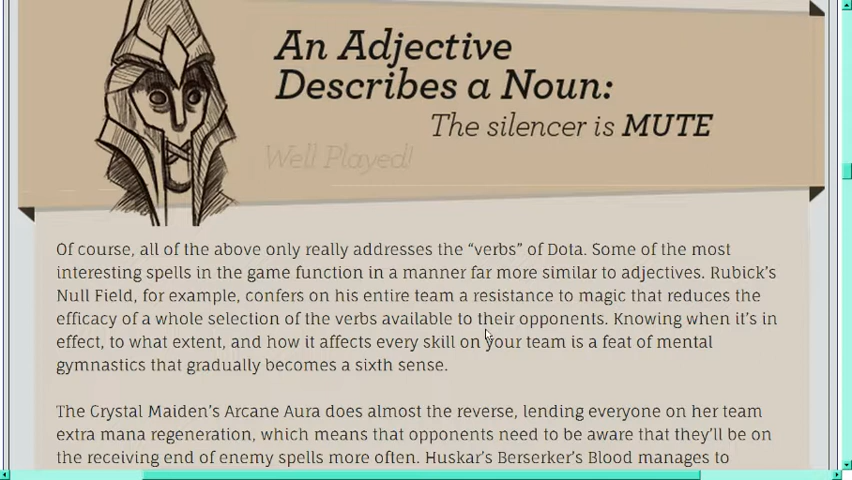 An Adjective
Describes a Noun:
The silencer is MUTE
Well Played!
Of course, all of the above only really addresses the “verbs” of Dota. Some of the most
interesting spells in the game function in a manner far more similar to adjectives. Rubick’s
Null Field, for example, confers on his entire team a resistance to magic that reduces the
efficacy of a whole selection of the verbs available to their opponents. Knowing when it’s in
effect, to what extent, and how it affects every skill on your team is a feat of mental
gymnastics that gradually becomes a sixth sense.
The Crystal Maiden’s Arcane Aura does almost the reverse, lending everyone on her team
extra mana regeneration, which means that opponents need to be aware that they’ll be on
the receiving end of enemy spells more often. Huskar’s Berserker’s Blood manages to